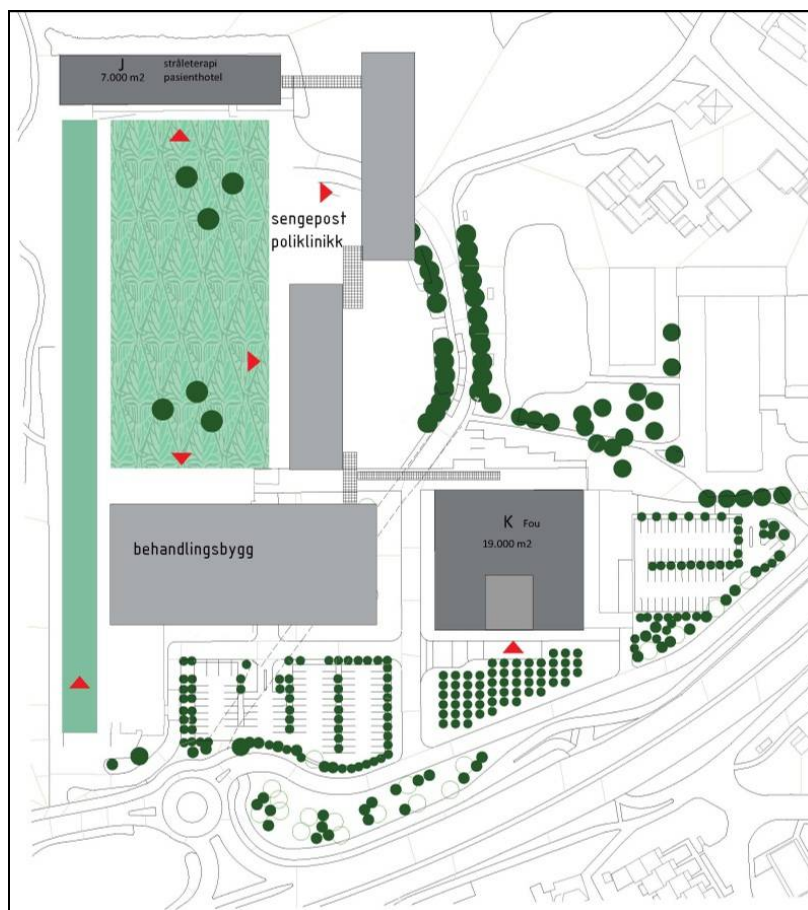 J stråleterapi
7.000 m2 pasienthotel
sengepost
poliklinikk
behandlingsbygg
K Fou
19.000 m2